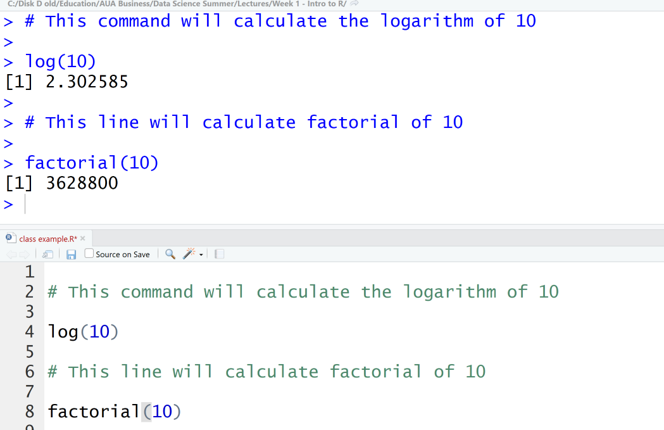 C:/Disk D old/Education/AUA Business/Data Science Summer/Lectures/Week 1 - Intro to R/
> # This command will calculate the logarithm of 10
>
> log(10)
[1] 2.302585
>
> # This line will calculate factorial of 10
>
> factorial(10)
[1] 3628800
>
class example.R* ×
Source on Save
1
2 # This command will calculate the logarithm of 10
3
4 log(10)
5
6 # This line will calculate factorial of 10
7
8 factorial(10)